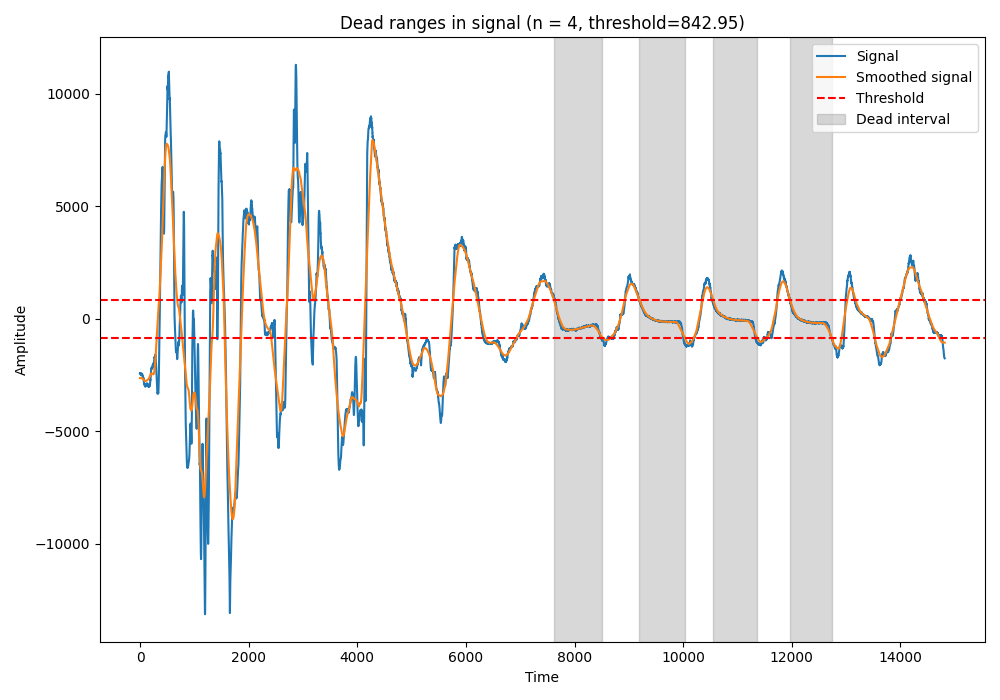 Dead ranges in signal (n = 4, threshold=842.95)
Signal
Smoothed signal
Threshold
Dead interval
Amplitude
10000
5000
0
−5000
−10000
0 2000 4000 6000 8000 10000 12000 14000
Time